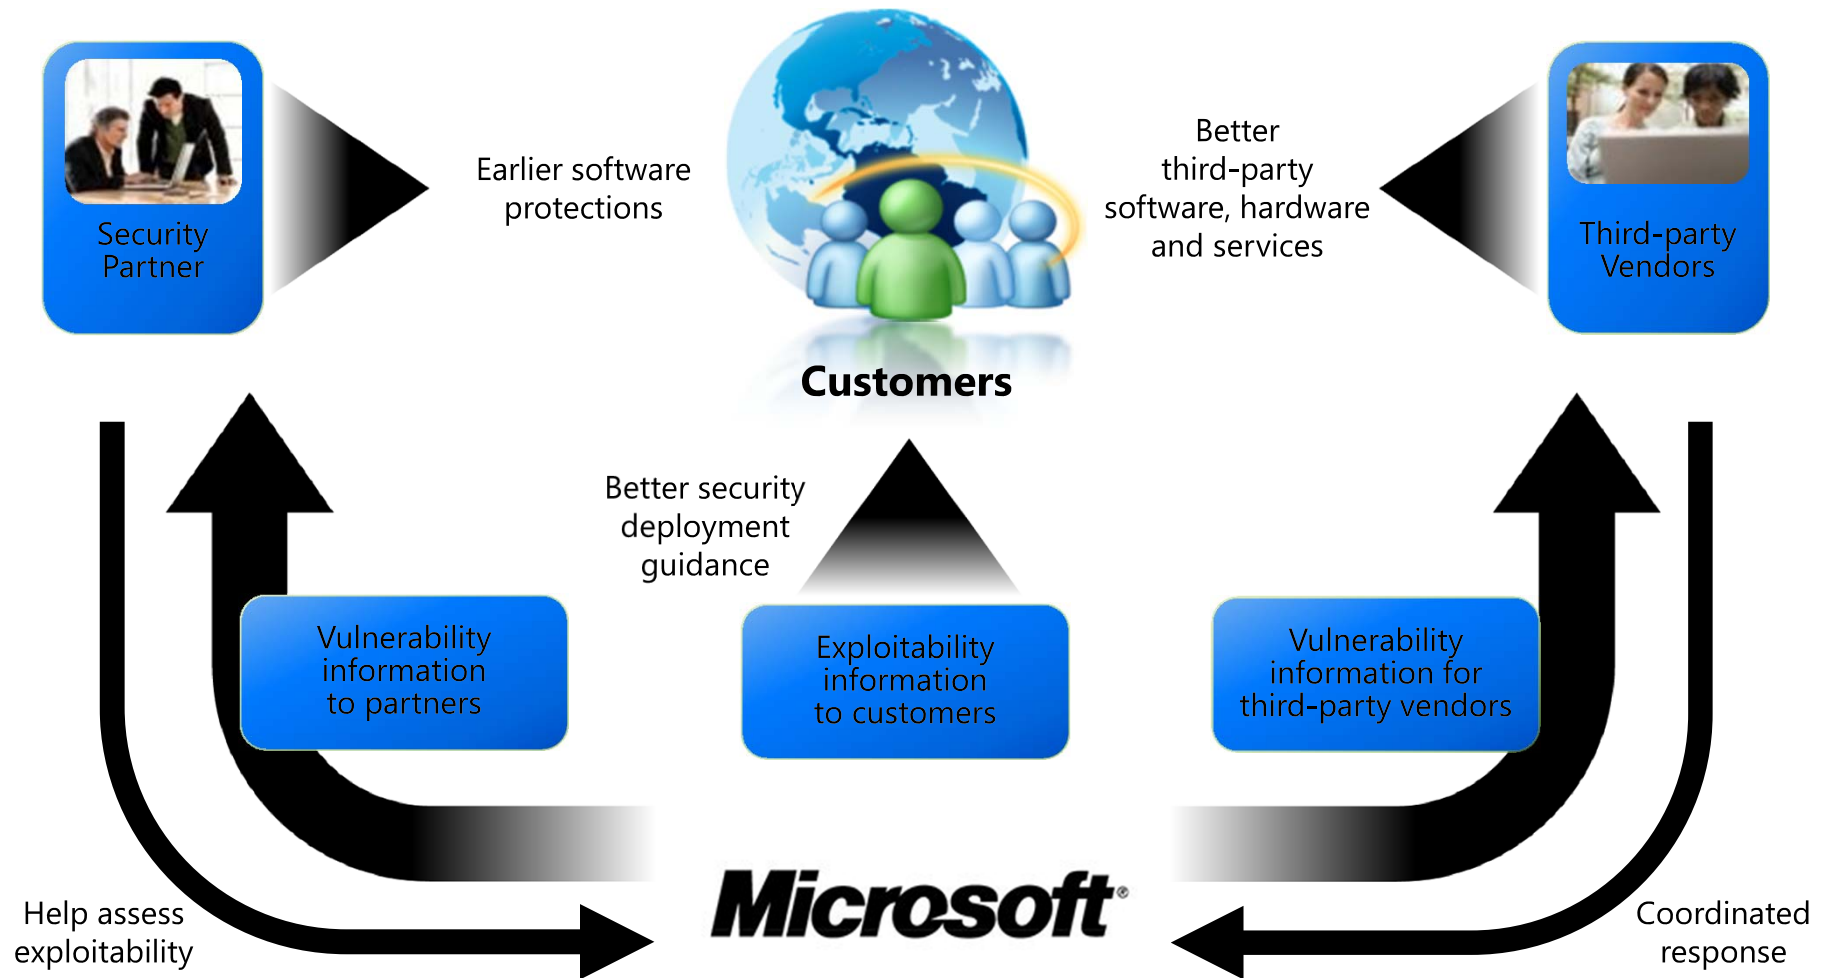 Security
Partner
Earlier software
protections
Better
third-party
software, hardware
and services
Third-party
Vendors
Customers
Better security
deployment
guidance
Vulnerability
information
to partners
Exploitability
information
to customers
Vulnerability
information for
third-party vendors
Help assess
exploitability
Microsoft®
Coordinated
response